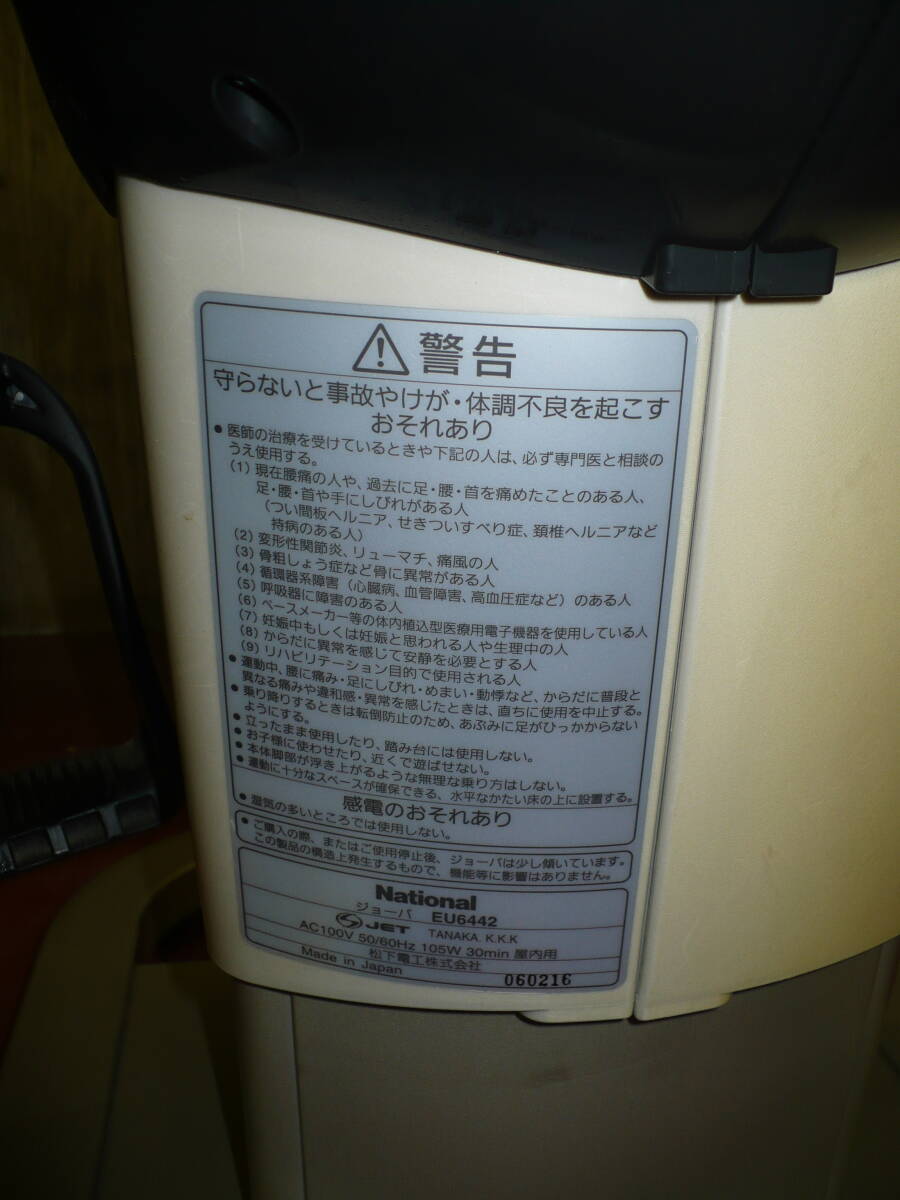 警告
守らないと事故やけが・体調不良を起こす
おそれあり
● 医師の治療を受けているときや下記の人は、必ず専門医と相談の
うえ使用する。
(1) 現在腰痛の人や、過去に足・腰・首を痛めたことのある人、
足・腰・首や手にしびれがある人
(つい間板ヘルニア、せきついすべり症、頚椎ヘルニアなど
持病のある人)
(2) 変形性関節炎、リューマチ、痛風の人
(3) 骨粗しょう症など骨に異常がある人
(4) 循環器系障害 (心臓病、血管障害、高血圧症など) のある人
(5) 呼吸器に障害のある人
(6) ペースメーカー等の体内植込型医療用電子機器を使用している人
(7) 妊娠中もしくは妊娠と思われる人や生理中の人
(8) からだに異常を感じて安静を必要とする人
(9) リハビリテーション目的で使用される人
● 運動中、腰に痛み・足にしびれ・めまい・動悸など、からだに普段と
異なる痛みや違和感・異常を感じたときは、直ちに使用を中止する。
● 乗り降りするときは転倒防止のため、あぶみに足がひっかからない
ようにする。
● 立ったまま使用したり、踏み台には使用しない。
● お子様に使わせたり、近くで遊ばせない。
● 本体脚部が浮き上がるような無理な乗り方はしない。
● 運動に十分なスペースが確保できる、水平なかたい床の上に設置する。
感電のおそれあり
● 湿気の多いところでは使用しない。
● ご購入の際、またはご使用停止後、ジョーバは少し傾いています。
この製品の構造上発生するもので、機能等に影響はありません。
National
ジョーバ EU6442
JET TANAKA K.K.K
AC100V 50/60Hz 105W 30min 屋内用
松下電工株式会社
Made in Japan 060216